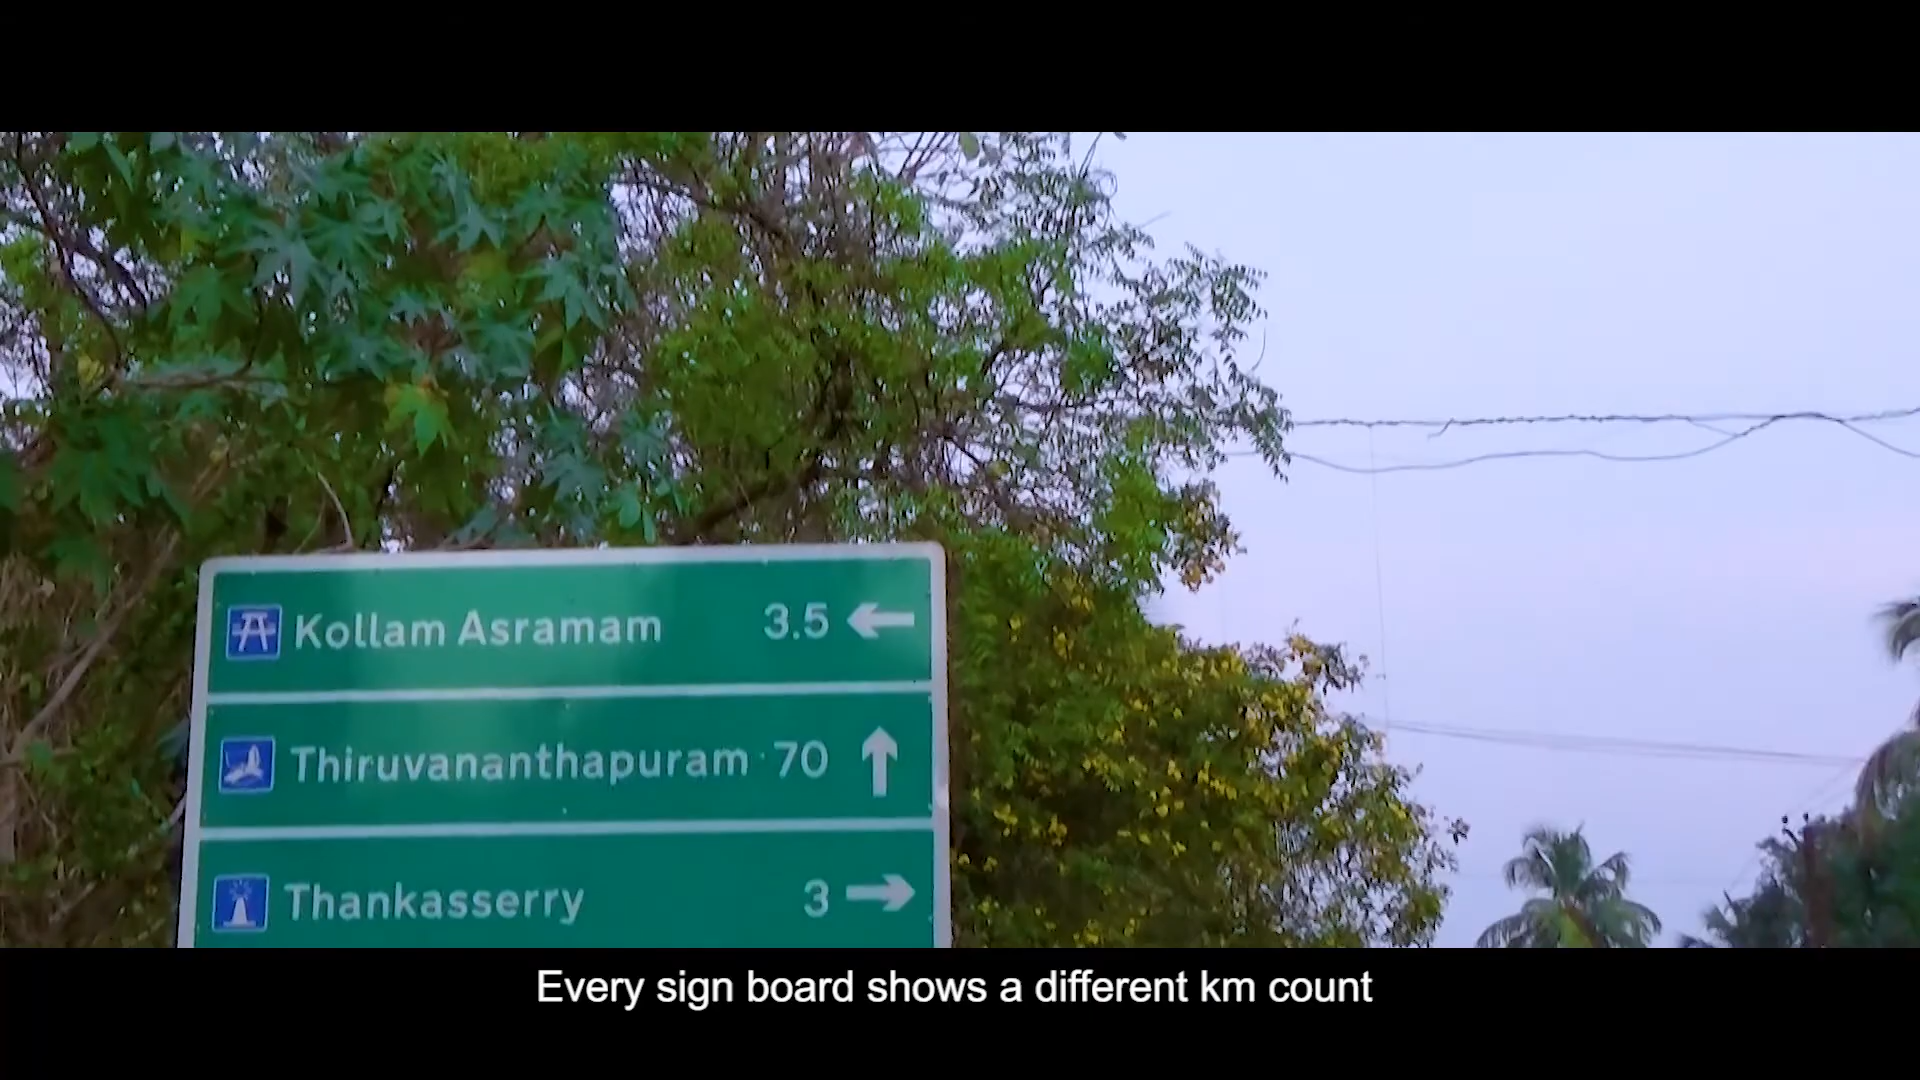 Kollam Asramam 3.5 ←
Thiruvananthapuram 70 ↑
Thankasserry 3 →
Every sign board shows a different km count